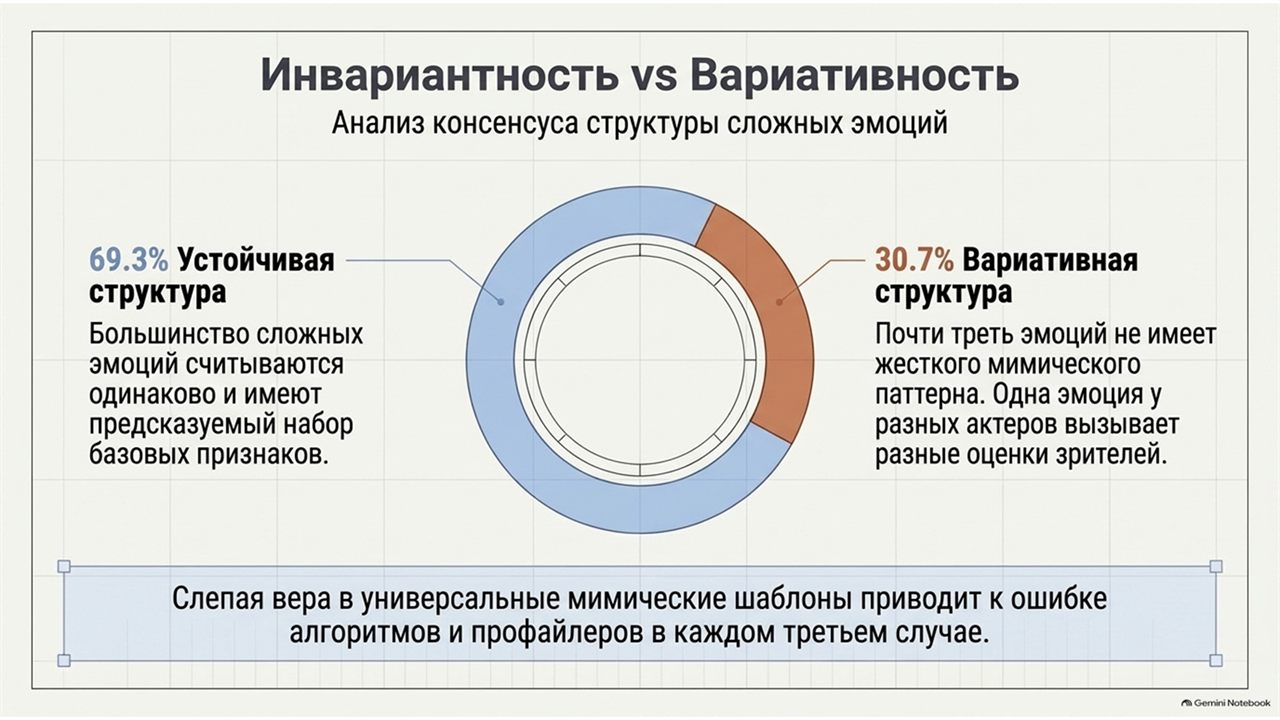 Инвариантность vs Вариативность
Анализ консенсуса структуры сложных эмоций
69.3% Устойчивая
структура
Большинство сложных
эмоций считываются
одинаково и имеют
предсказуемый набор
базовых признаков.
30.7% Вариативная
структура
Почти треть эмоций не имеет
жесткого мимического
паттерна. Одна эмоция у
разных актеров вызывает
разные оценки зрителей.
Слепая вера в универсальные мимические шаблоны приводит к ошибке
алгоритмов и профайлеров в каждом третьем случае.
Gemini Notebook